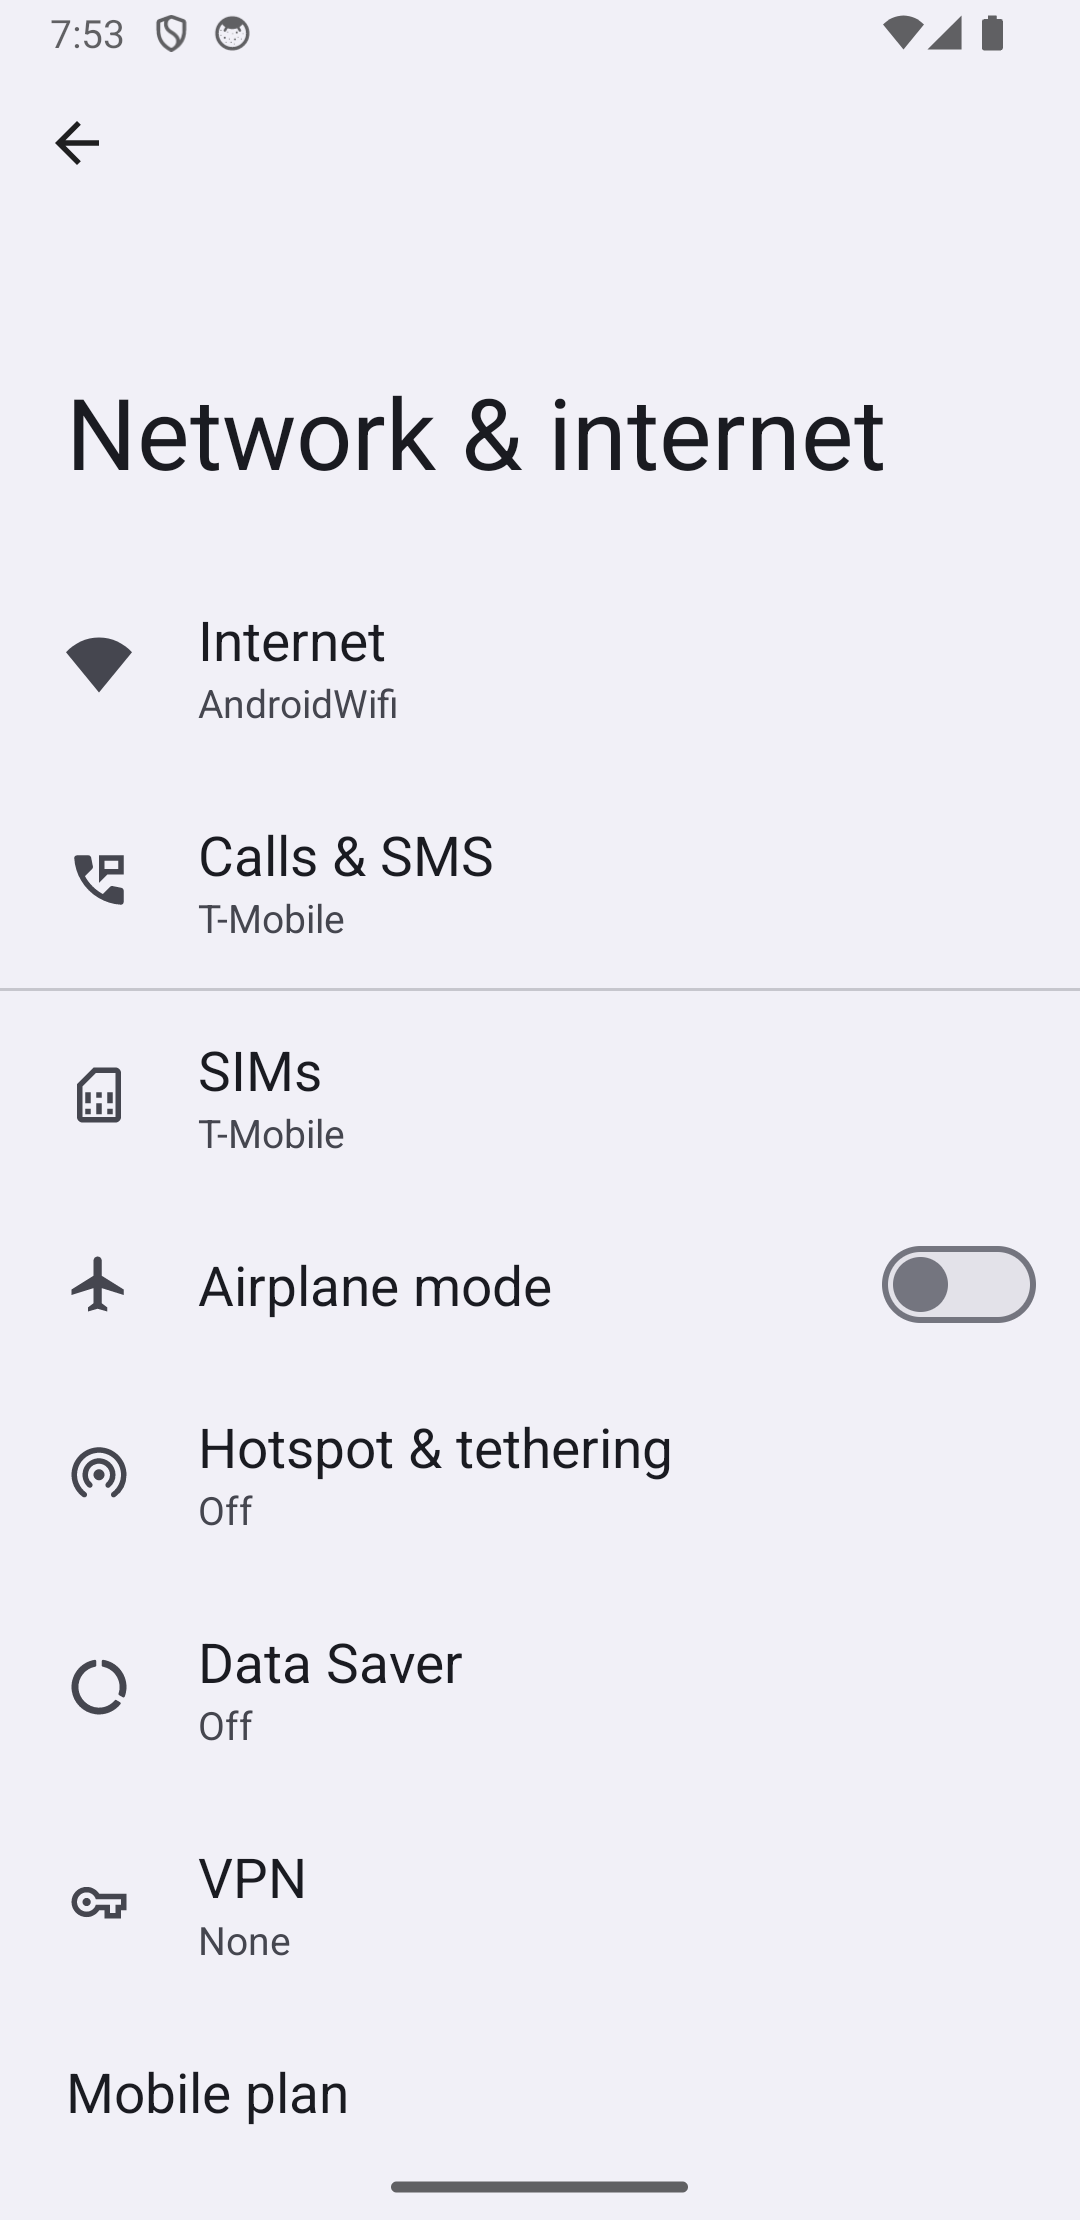 7:53
Network & internet
Internet
AndroidWifi
Calls & SMS
T-Mobile
SIMs
T-Mobile
Airplane mode
Hotspot & tethering
Off
Data Saver
Off
VPN
None
Mobile plan